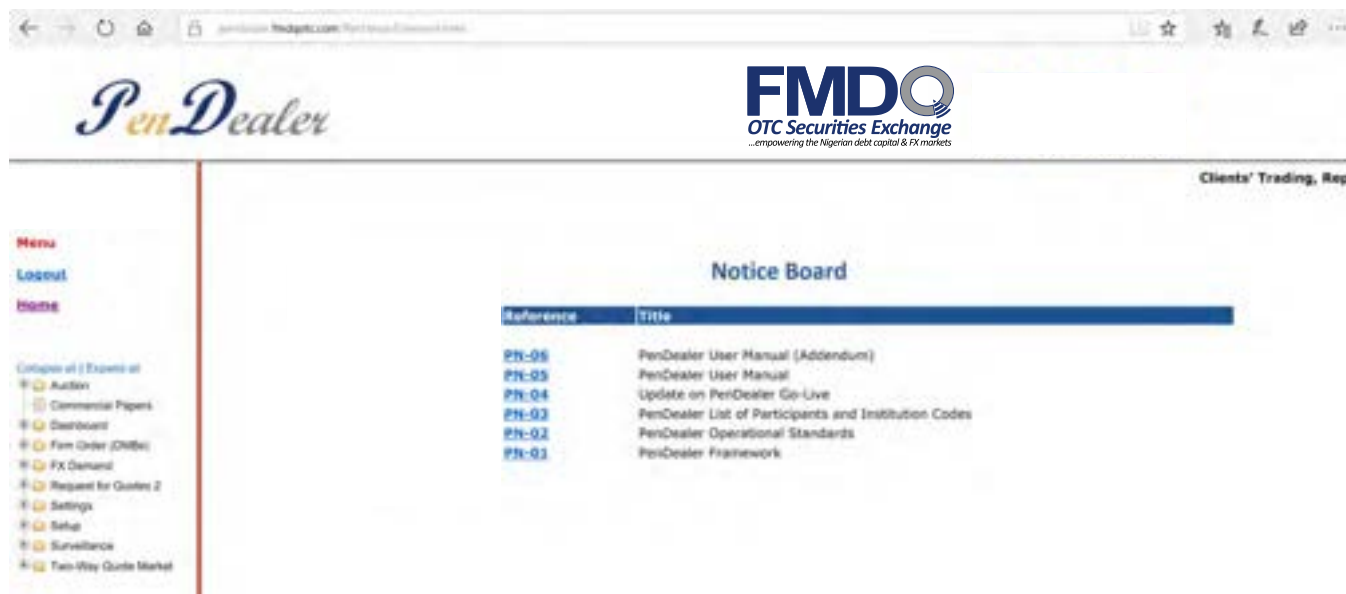 fmdqotc.com
PenDealer
FMDQ
OTC Securities Exchange
...empowering the Nigerian debt capital & FX markets
Clients' Trading, Rep
Menu
Logout
Home
Notice Board
Reference Title
PN-06 PenDealer User Manual (Addendum)
PN-05 PenDealer User Manual
PN-04 Update on PenDealer Go-Live
PN-03 PenDealer List of Participants and Institution Codes
PN-02 PenDealer Operational Standards
PN-01 PenDealer Framework
Collapse all | Expand all
Auction
Commercial Papers
Dashboard
Firm Order (DMBs)
FX Demand
Request for Quotes 2
Settings
Setup
Surveillance
Two-Way Quote Market